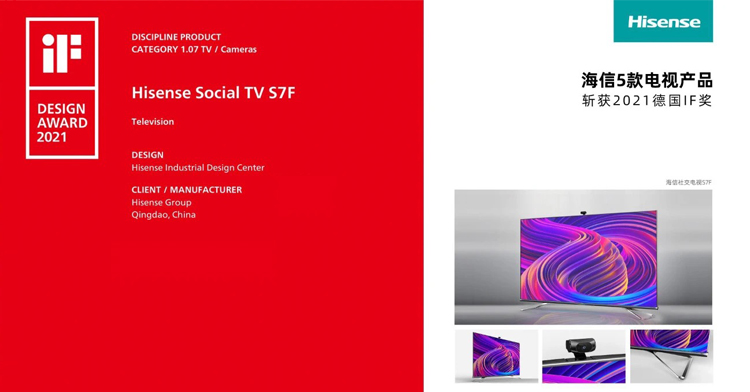 iF
DESIGN
AWARD
2021
DISCIPLINE PRODUCT
CATEGORY 1.07 TV / Cameras
Hisense Social TV S7F
Television
DESIGN
Hisense Industrial Design Center
CLIENT / MANUFACTURER
Hisense Group
Qingdao, China
Hisense
海信5款电视产品
斩获2021德国IF奖
海信社交电视S7F